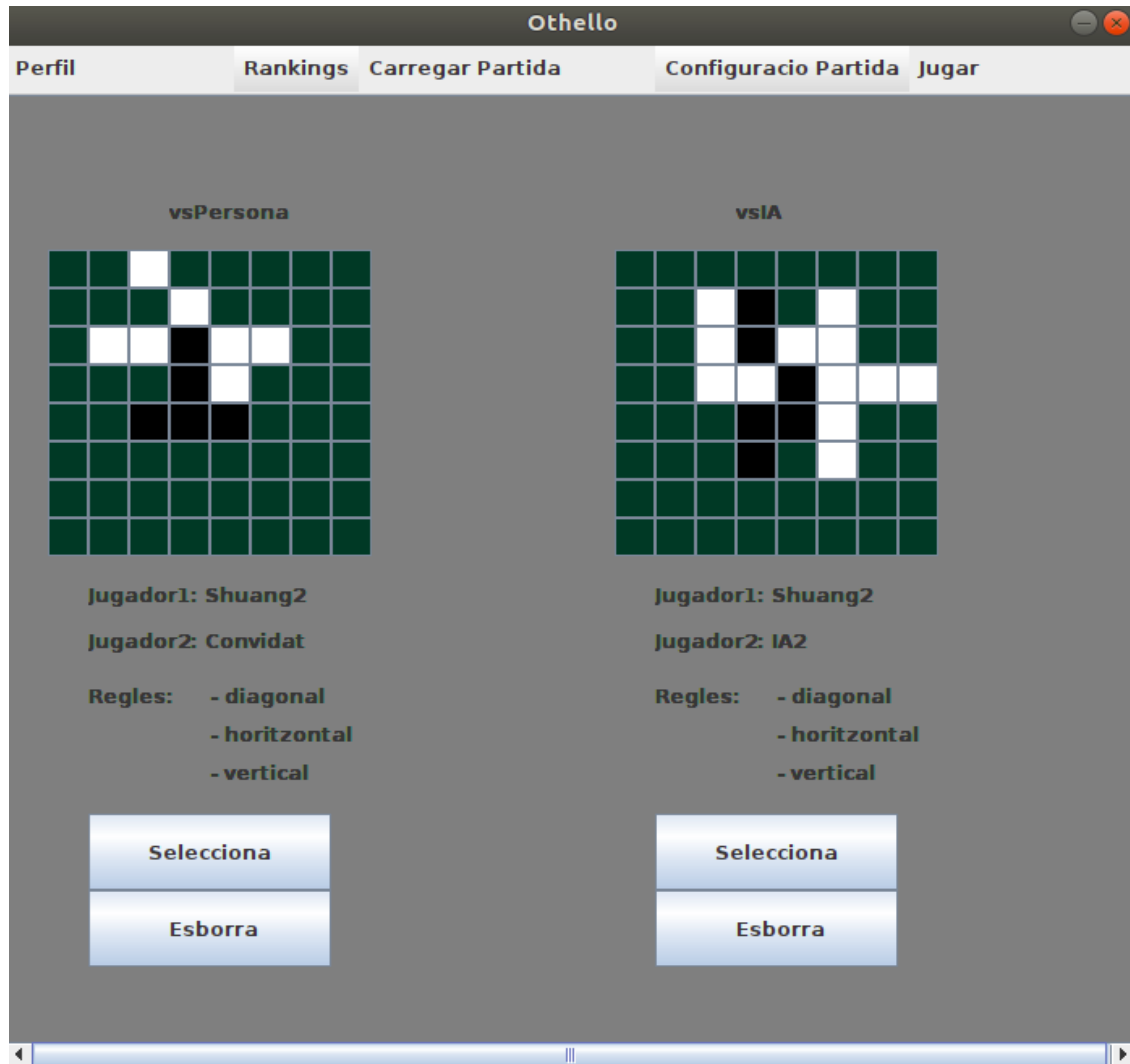 Othello
Perfil Rankings Carregar Partida Configuracio Partida Jugar
vsPersona
Jugador1: Shuang2
Jugador2: Convidat
Regles: - diagonal
- horitzontal
- vertical
Selecciona
Esborra
vsIA
Jugador1: Shuang2
Jugador2: IA2
Regles: - diagonal
- horitzontal
- vertical
Selecciona
Esborra